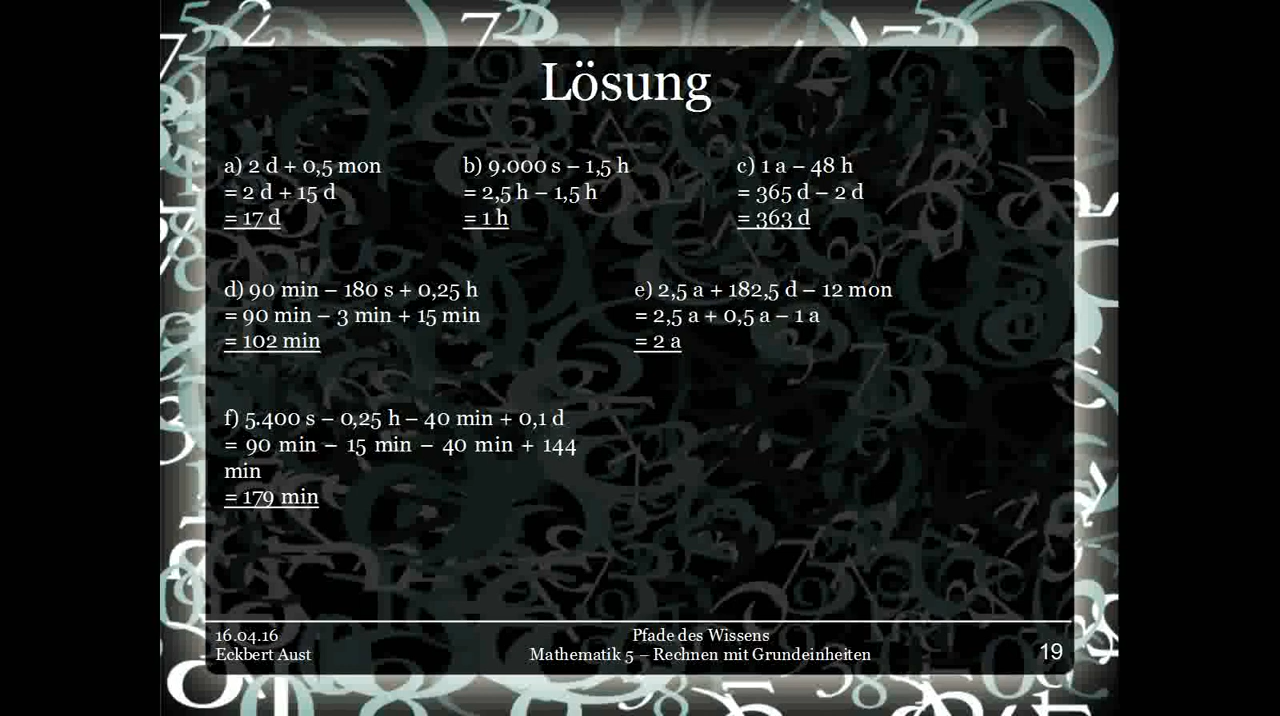 Lösung
a) 2 d + 0,5 mon
= 2 d + 15 d
= 17 d
b) 9.000 s – 1,5 h
= 2,5 h – 1,5 h
= 1 h
c) 1 a – 48 h
= 365 d – 2 d
= 363 d
d) 90 min – 180 s + 0,25 h
= 90 min – 3 min + 15 min
= 102 min
e) 2,5 a + 182,5 d – 12 mon
= 2,5 a + 0,5 a – 1 a
= 2 a
f) 5.400 s – 0,25 h – 40 min + 0,1 d
= 90 min – 15 min – 40 min + 144
min
= 179 min
16.04.16
Eckbert Aust
Pfade des Wissens
Mathematik 5 – Rechnen mit Grundeinheiten
19